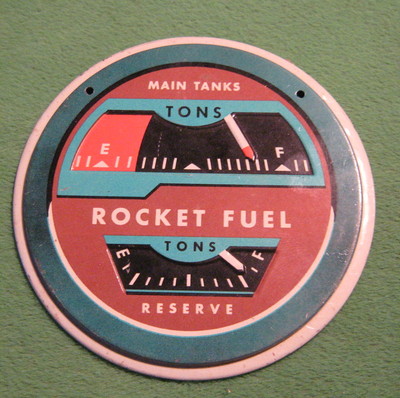 MAIN TANKS
TONS
E F
ROCKET FUEL
TONS
E F
RESERVE